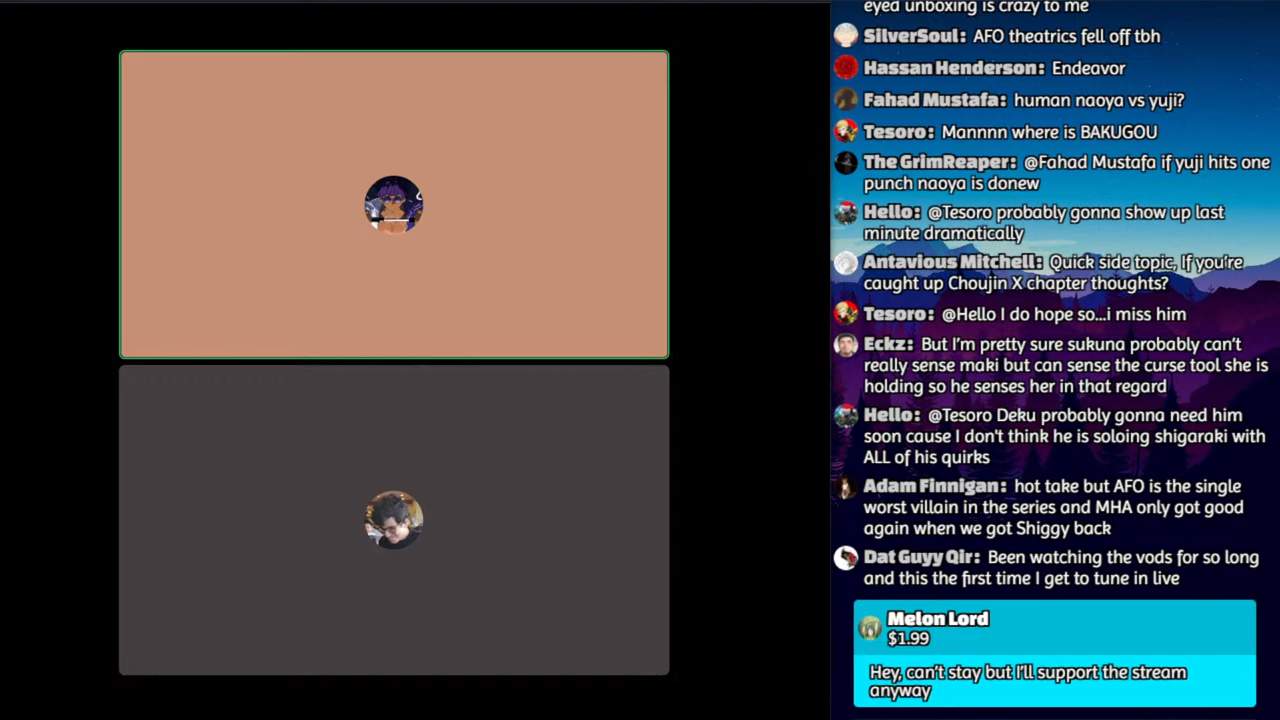 eyed unboxing is crazy to me
SilverSoul: AFO theatrics fell off tbh
Hassan Henderson: Endeavor
Fahad Mustafa: human naoya vs yuji?
Tesoro: Mannnn where is BAKUGOU
The GrimReaper: @Fahad Mustafa if yuji hits one
punch naoya is donew
Hello: @Tesoro probably gonna show up last
minute dramatically
Antavious Mitchell: Quick side topic, If you're
caught up Choujin X chapter thoughts?
Tesoro: @Hello I do hope so...i miss him
Eckz: But I'm pretty sure sukuna probably can't
really sense maki but can sense the curse tool she is
holding so he senses her in that regard
Hello: @Tesoro Deku probably gonna need him
soon cause I don't think he is soloing shigaraki with
ALL of his quirks
Adam Finnigan: hot take but AFO is the single
worst villain in the series and MHA only got good
again when we got Shiggy back
Dat Guyy Qir: Been watching the vods for so long
and this the first time I get to tune in live
Melon Lord
$1.99
Hey, can't stay but I'll support the stream
anyway